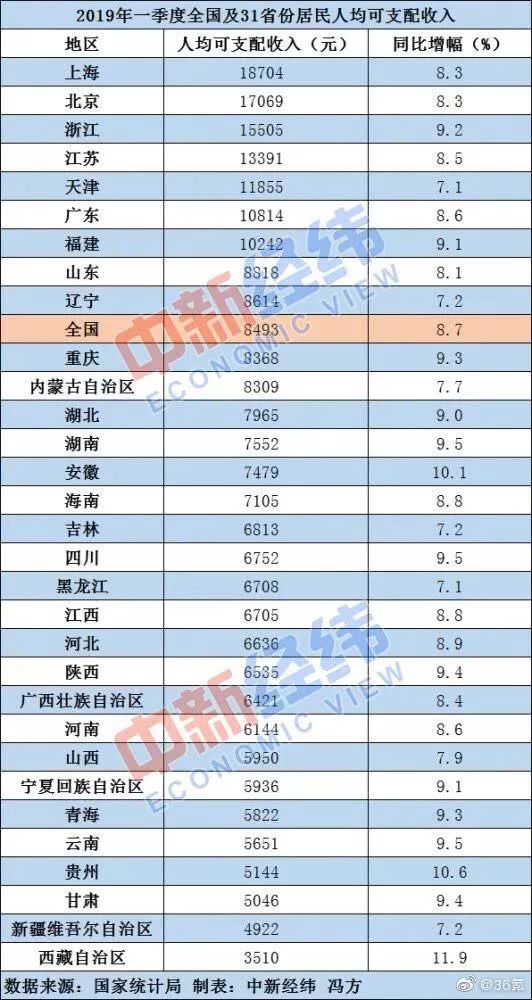 2019年一季度全国及31省份居民人均可支配收入
地区 人均可支配收入（元） 同比增幅（%）
上海 18704 8.3
北京 17069 8.3
浙江 15505 9.2
江苏 13391 8.5
天津 11855 7.1
广东 10814 8.6
福建 10242 9.1
山东 8818 8.1
辽宁 8614 7.2
全国 8493 8.7
重庆 8368 9.3
内蒙古自治区 8309 7.7
湖北 7965 9.0
湖南 7552 9.5
安徽 7479 10.1
海南 7105 8.8
吉林 6813 7.2
四川 6752 9.5
黑龙江 6708 7.1
江西 6705 8.8
河北 6636 8.9
陕西 6535 9.4
广西壮族自治区 6421 8.4
河南 6144 8.6
山西 5950 7.9
宁夏回族自治区 5936 9.1
青海 5822 9.3
云南 5651 9.5
贵州 5144 10.6
甘肃 5046 9.4
新疆维吾尔自治区 4922 7.2
西藏自治区 3510 11.9
数据来源：国家统计局 制表：中新经纬 冯方
中新经纬
ECONOMIC VIEW
中新经纬
ECONOMIC VIEW
@36氪